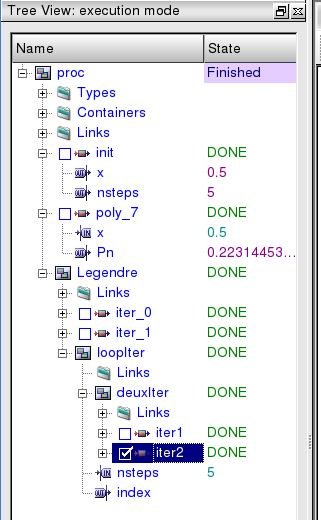 Tree View: execution mode
Name State
proc Finished
Types
Containers
Links
init DONE
x 0.5
nsteps 5
poly_7 DONE
x 0.5
Pn 0.22314453...
Legendre DONE
Links
iter_0 DONE
iter_1 DONE
loopIter DONE
Links
deuxIter DONE
Links
iter1 DONE
iter2 DONE
nsteps 5
index